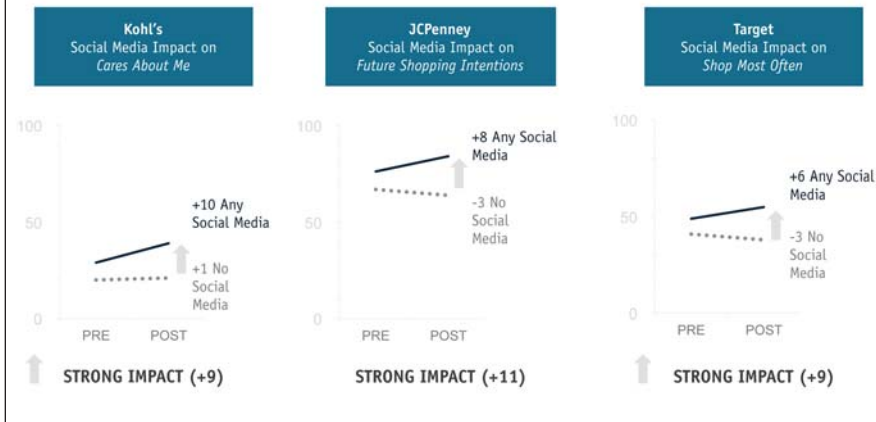 Kohl's
Social Media Impact on
Cares About Me
JCPenney
Social Media Impact on
Future Shopping Intentions
Target
Social Media Impact on
Shop Most Often
100
50
0
+10 Any
Social Media
+1 No
Social
Media
PRE POST
STRONG IMPACT (+9)
100
50
0
+8 Any Social
Media
-3 No
Social
Media
PRE POST
STRONG IMPACT (+11)
100
50
0
+6 Any Social
Media
-3 No
Social
Media
PRE POST
STRONG IMPACT (+9)